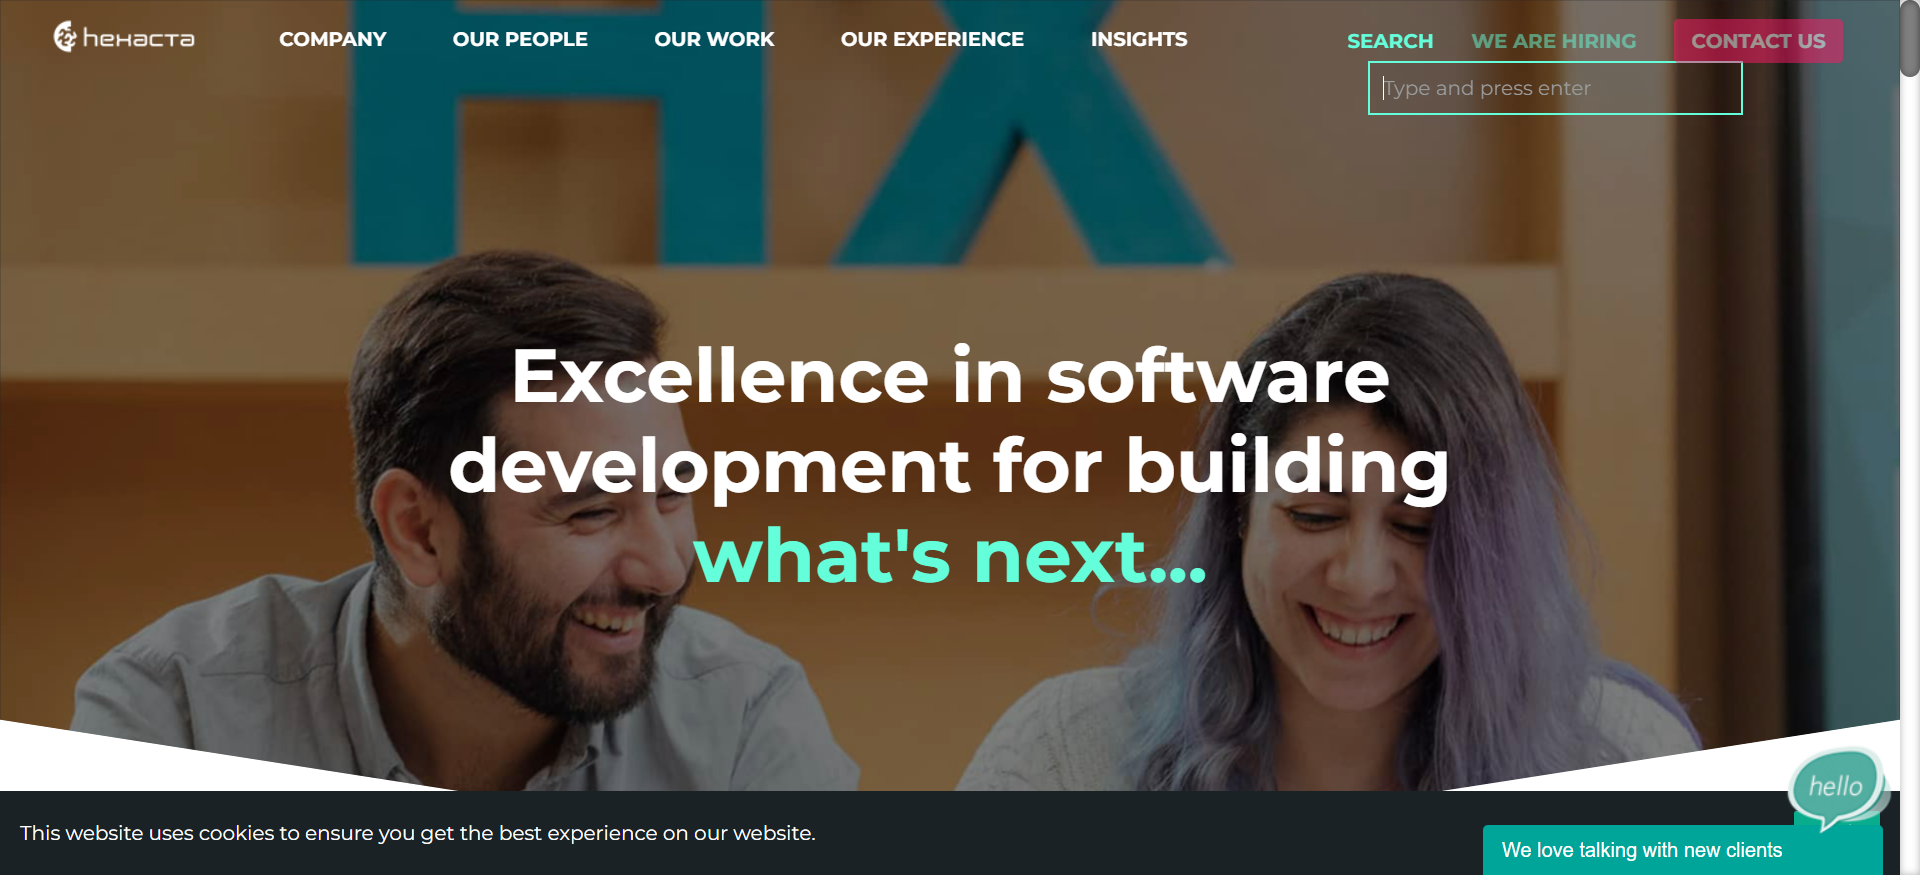 hexacta
COMPANY
OUR PEOPLE
OUR WORK
OUR EXPERIENCE
INSIGHTS
SEARCH
WE ARE HIRING
CONTACT US
Type and press enter
HX
Excellence in software
development for building
what's next...
hello
This website uses cookies to ensure you get the best experience on our website.
We love talking with new clients